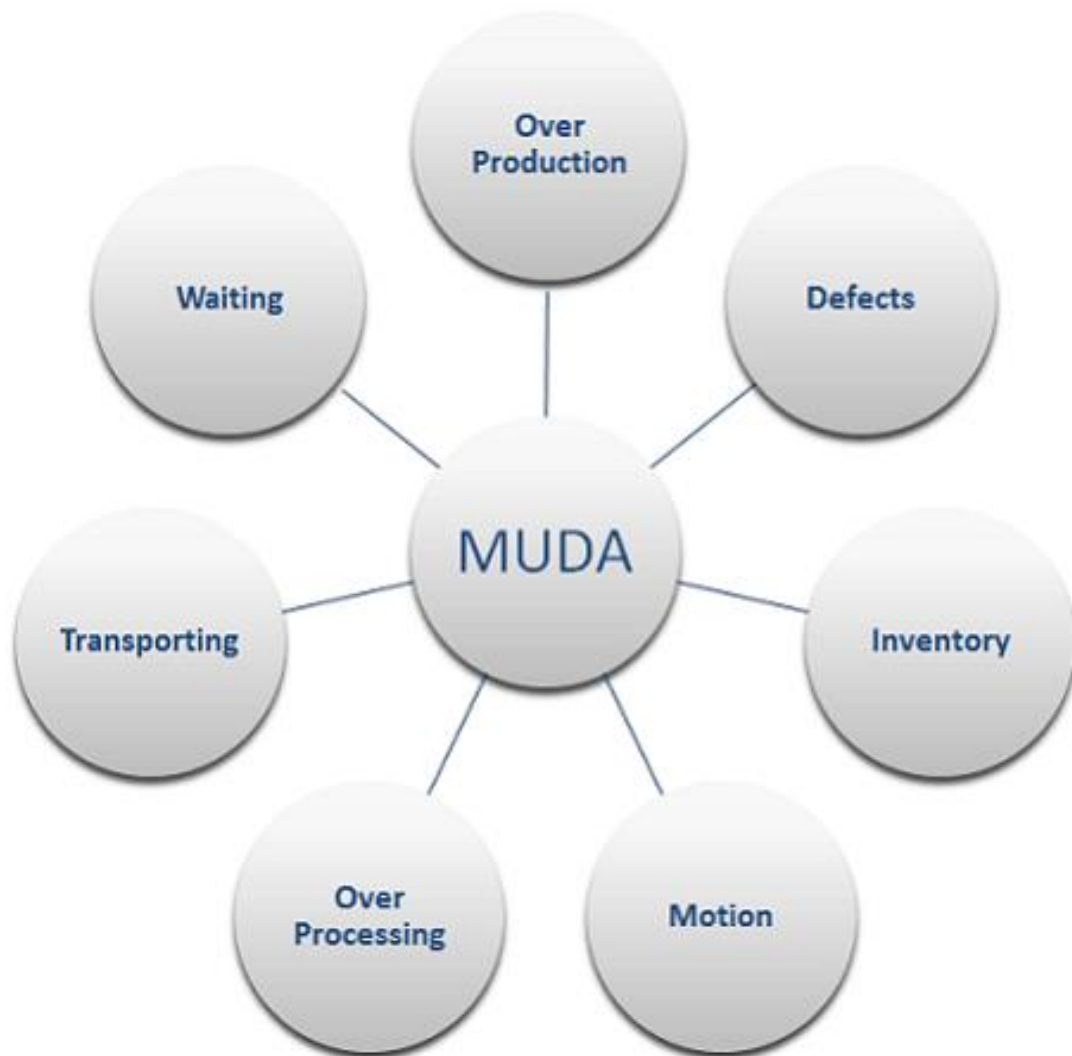 Over
Production
Waiting
Defects
MUDA
Transporting
Inventory
Over
Processing
Motion